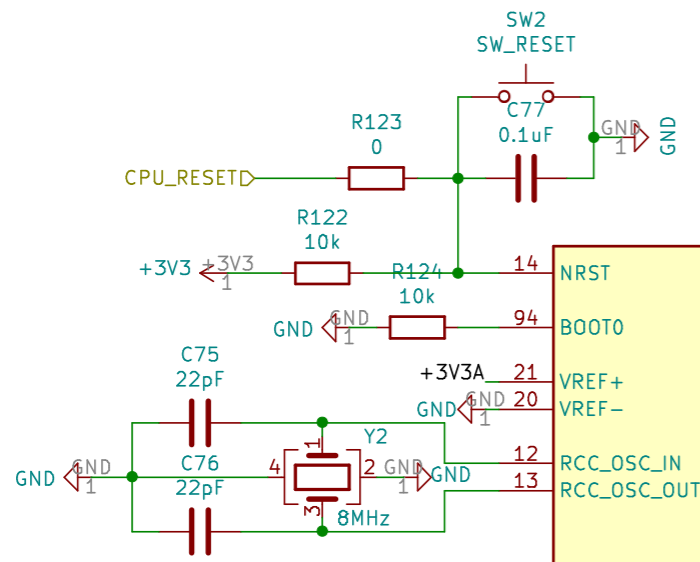 SW2
SW_RESET
C77
0.1uF
GND
1
GND
R123
0
CPU_RESET
R122
10k
+3V3
+3V3
1
R124
10k
14
NRST
GND
GND
1
94
BOOT0
+3V3A
21
VREF+
GND
GND
1
20
VREF-
C75
22pF
Y2
1
12
RCC_OSC_IN
GND
GND
1
C76
22pF
4
2
GND
1
GND
13
RCC_OSC_OUT
3
8MHz